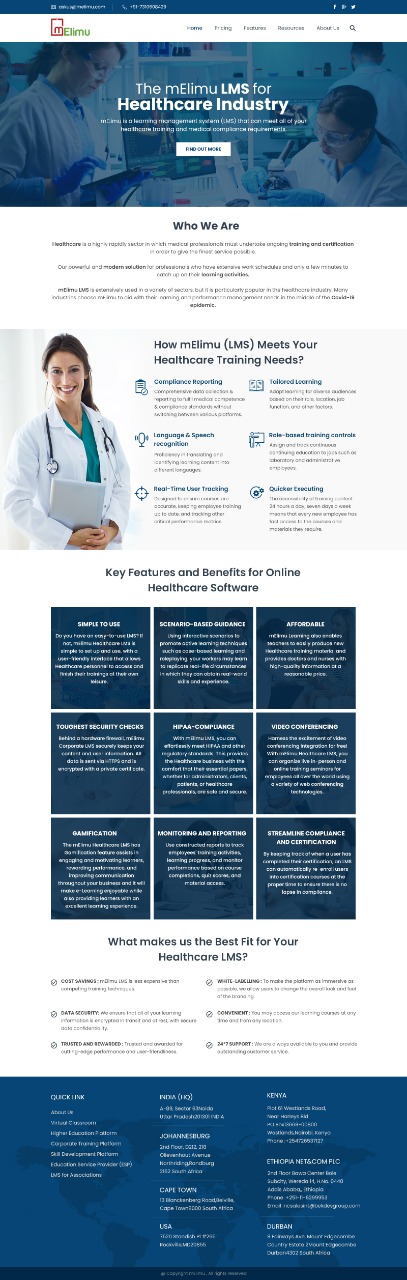 askus@melimu.com +91-7310908429
mElimu
Home Pricing Features Resources About Us
The mElimu LMS for
Healthcare Industry
mElimu is a learning management system (LMS) that can meet all of your
healthcare training and medical compliance requirements.
FIND OUT MORE
Who We Are
Healthcare is a highly rapidly sector in which medical professionals must undertake ongoing training and certification
in order to give the finest service possible.
Our powerful and modern solution for professionals who have extensive work schedules and only a few minutes to
catch up on their learning activities.
mElimu LMS is extensively used in a variety of sectors, but it is particularly popular in the healthcare industry. Many
industries choose mElimu to aid with their learning and performance management needs in the middle of the Covid-19
epidemic.
How mElimu (LMS) Meets Your
Healthcare Training Needs?
Compliance Reporting
Comprehensive data collection &
reporting to fulfil medical competence
& compliance standards without
switching between various platforms.
Tailored Learning
Adapt learning for diverse audiences
based on their role, location, job
function, and other factors.
Language & Speech
recognition
Proficiency in translating and
identifying learning content into
different languages.
Role-based training controls
Assign and track continuous
continuing education to jobs such as
laboratory and administrative
employees.
Real-Time User Tracking
Designed to ensure courses are
accurate, keeping employee training
up to date, and tracking other
critical performance metrics.
Quicker Executing
The accessibility of training content
24 hours a day, seven days a week
means that every new employee has
fast access to the courses and
materials they require.
Key Features and Benefits for Online
Healthcare Software
SIMPLE TO USE
Do you have an easy-to-use LMS? If
not, mElimu Healthcare LMS is
simple to set up and use, with a
user-friendly interface that allows
Healthcare personnel to access and
finish their training at their own
leisure.
SCENARIO-BASED GUIDANCE
Using interactive scenarios to
promote active learning techniques
such as case-based learning and
roleplaying, your workers may learn
to replicate real-life circumstances
in which they can obtain real-world
skills and experience.
AFFORDABLE
mElimu Learning also enables
teachers to easily produce new
Healthcare training material and
provides doctors and nurses with
high-quality information at a
reasonable price.
TOUGHEST SECURITY CHECKS
Behind a hardware firewall, mElimu
Corporate LMS securely keeps your
content and user information. All
data is sent via HTTPS and is
encrypted with a private certificate.
HIPAA-COMPLIANCE
With mElimu LMS, you can
effortlessly meet HIPAA and other
regulatory standards. This provides
the Healthcare business with the
comfort that their essential papers,
whether for administrators, clients,
patients, or healthcare
professionals, are safe and secure.
VIDEO CONFERENCING
Harness the excitement of video
conferencing integration for free!
With mElimu Healthcare LMS, you
can organize live in-person and
online training seminars for
employees all over the world using
a variety of web conferencing
technologies.
GAMIFICATION
The mElimu Healthcare LMS has
Gamification feature assists in
engaging and motivating learners,
rewarding performance, and
improving communication
throughout your business and it will
make e-Learning enjoyable while
also providing learners with an
excellent learning experience.
MONITORING AND REPORTING
Use constructed reports to track
employees' training activities,
learning progress, and monitor
performance based on course
completions, quiz scores, and
material access.
STREAMLINE COMPLIANCE
AND CERTIFICATION
By keeping track of when a user has
completed their certification, an LMS
can automatically re-enroll users
into certification courses at the
proper time to ensure there is no
lapse in compliance.
What makes us the Best Fit for Your
Healthcare LMS?
COST SAVINGS : mElimu LMS is less expensive than
competing training techniques.
WHITE-LABELLING : To make the platform as immersive as
possible, we allow users to change the overall look and feel
of the branding.
DATA SECURITY: We ensure that all of your learning
information is encrypted in transit and at rest, with secure
data confidentiality.
CONVENIENT : You may access our learning courses at any
time and from any location.
TRUSTED AND REWARDED : Trusted and awarded for
cutting-edge performance and user-friendliness.
24*7 SUPPORT : We are always available to you and provide
outstanding customer service.
QUICK LINK
About Us
Virtual Classroom
Higher Education Platform
Corporate Training Platform
Skill Development Platform
Education Service Provider (ESP)
LMS for Associations
INDIA (HQ)
A-86, Sector 63Noida
Uttar Pradesh201301 INDIA
JOHANNESBURG
2nd Floor,
Olievenhout Avenue
Northriding,Randburg
2162 South Africa
CAPE TOWN
13 Blanckenberg Road,Bellville,
Cape Town8000 South Africa
USA
7520 Standish Pl #260
Rockville,MD20855
KENYA
Plot 61 Westlands Road,
Near Harleys Bld
Westlands,Nairobi, Kenya
Phone :+254726537127
ETHIOPIA NET&COM PLC
2nd Floor Bawa Center Bole
Subcity, Wereda 14, H.No. 0440
Addis Ababa, Ethiopia
Phone
Email
DURBAN
Country Estate 2Mount Edgecombe
Durban4302 South Africa
@ Copyright mElimu. All rights reserved